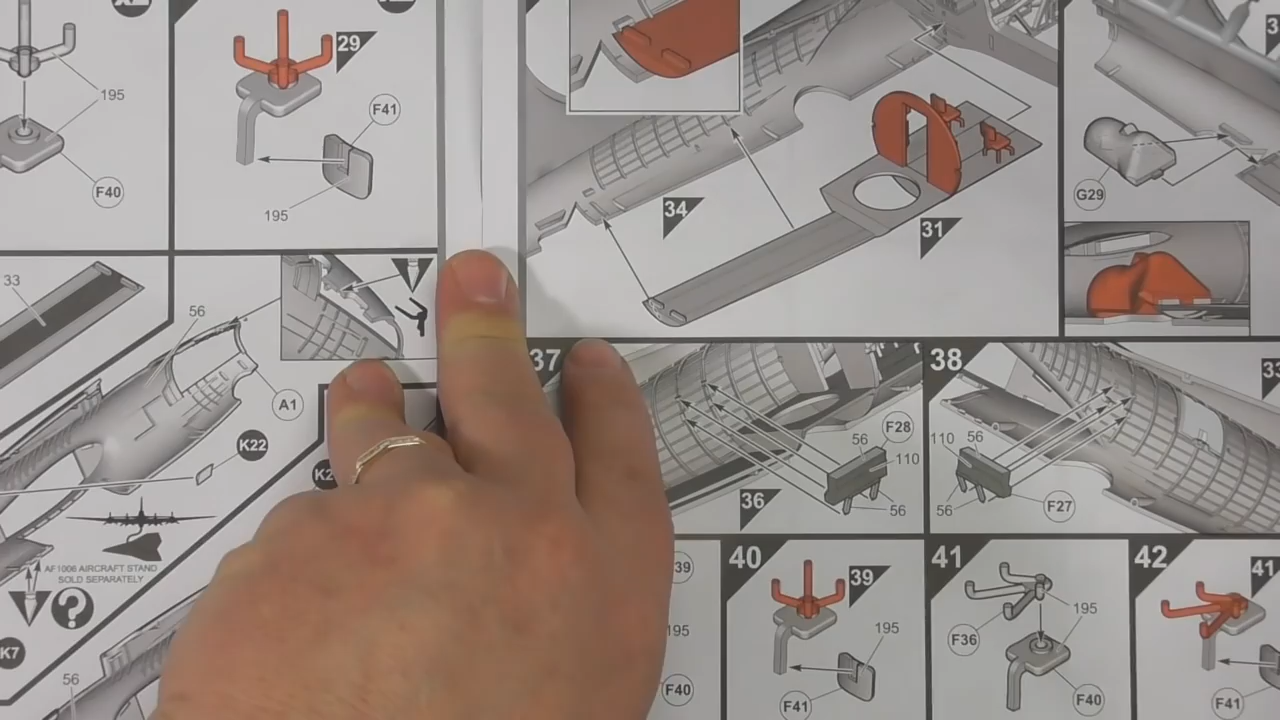 195
F40
29
F41
195
34
31
G29
33
56
A1
K22
AF1006 AIRCRAFT STAND
SOLD SEPARATELY
?
K7
56
37
F28
56
110
56
36
38
110
56
56
F27
195
F40
40
39
195
F41
41
195
F36
F40
42
41
F41